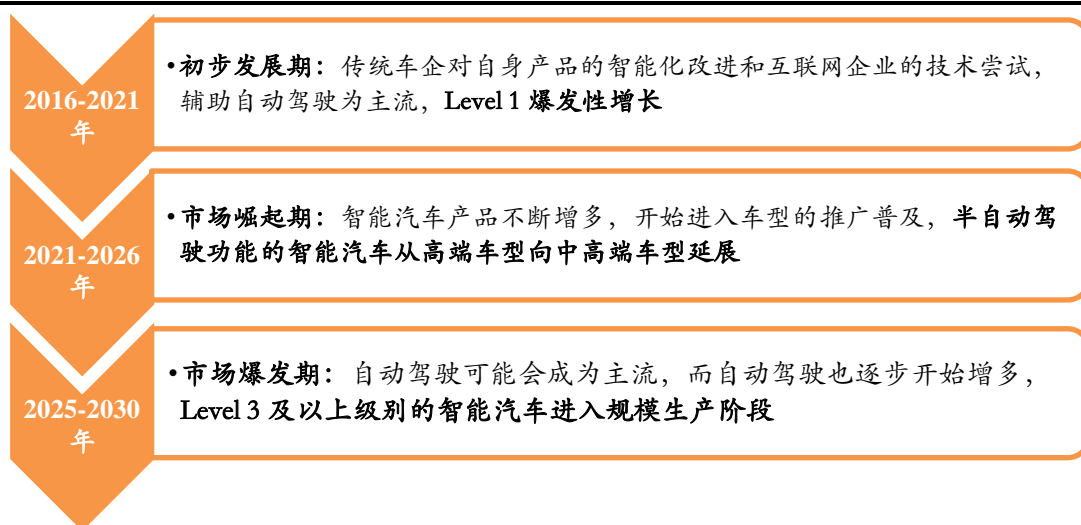 2016-2021
年
•初步发展期：传统车企对自身产品的智能化改进和互联网企业的技术尝试，
辅助自动驾驶为主流，Level 1 爆发性增长
2021-2026
年
•市场崛起期：智能汽车产品不断增多，开始进入车型的推广普及，半自动驾
驶功能的智能汽车从高端车型向中高端车型延展
2025-2030
年
•市场爆发期：自动驾驶可能会成为主流，而自动驾驶也逐步开始增多，
Level 3 及以上级别的智能汽车进入规模生产阶段